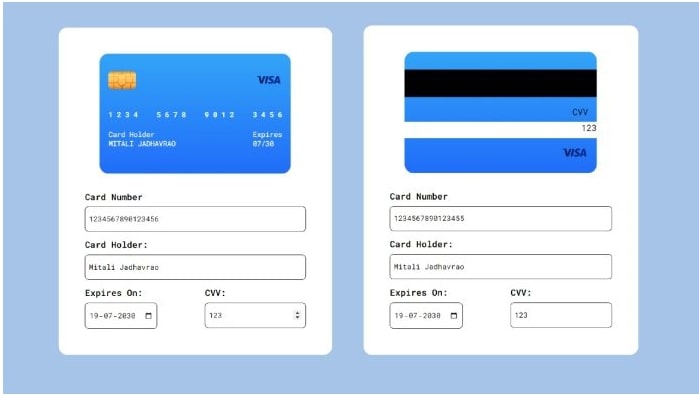 VISA
1234 5678 9012 3456
Card Holder Expires
MITALI JADHAVRAO 07/30
Card Number
1234567890123456
Card Holder:
Mitali Jadhavrao
Expires On: CVV:
19-07-2030 123
CVV
123
VISA
Card Number
1234567890123455
Card Holder:
Mitali Jadhavrao
Expires On: CVV:
19-07-2030 123